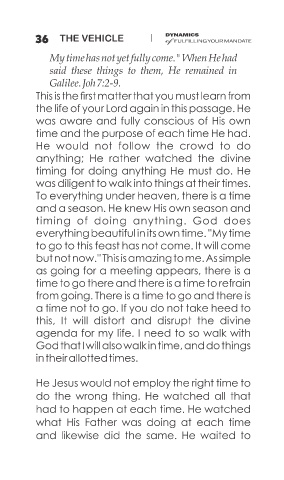 36 THE VEHICLE | DYNAMICS
of FULFILLING YOUR MANDATE
My time has not yet fully come." When He had
said these things to them, He remained in
Galilee. Joh 7:2-9.
This is the first matter that you must learn from
the life of your Lord again in this passage. He
was aware and fully conscious of His own
time and the purpose of each time He had.
He would not follow the crowd to do
anything; He rather watched the divine
timing for doing anything He must do. He
was diligent to walk into things at their times.
To everything under heaven, there is a time
and a season. He knew His own season and
timing of doing anything. God does
everything beautiful in its own time. "My time
to go to this feast has not come. It will come
but not now." This is amazing to me. As simple
as going for a meeting appears, there is a
time to go there and there is a time to refrain
from going. There is a time to go and there is
a time not to go. If you do not take heed to
this, It will distort and disrupt the divine
agenda for my life. I need to so walk with
God that I will also walk in time, and do things
in their allotted times.
He Jesus would not employ the right time to
do the wrong thing. He watched all that
had to happen at each time. He watched
what His Father was doing at each time
and likewise did the same. He waited to